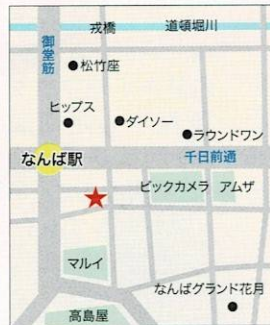 戎橋
道頓堀川
御堂筋
松竹座
ヒップス
ダイソー
ラウンドワン
なんば駅
千日前通
ビックカメラ
アムザ
マルイ
なんばグランド花月
高島屋